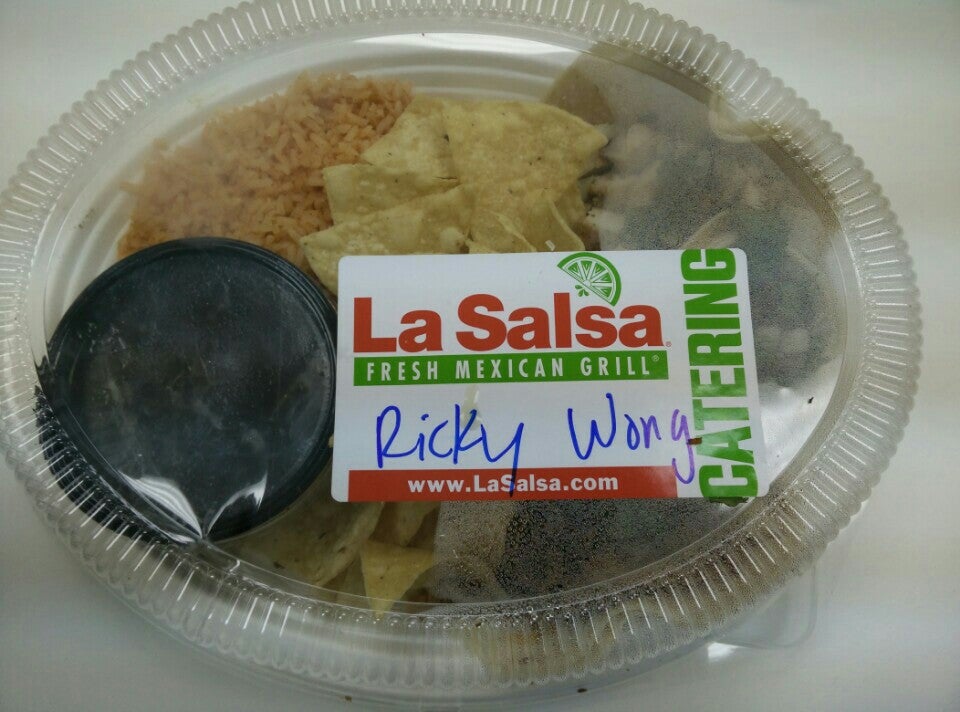 La Salsa®
FRESH MEXICAN GRILL®
Ricky Wong
www.LaSalsa.com
CATERING